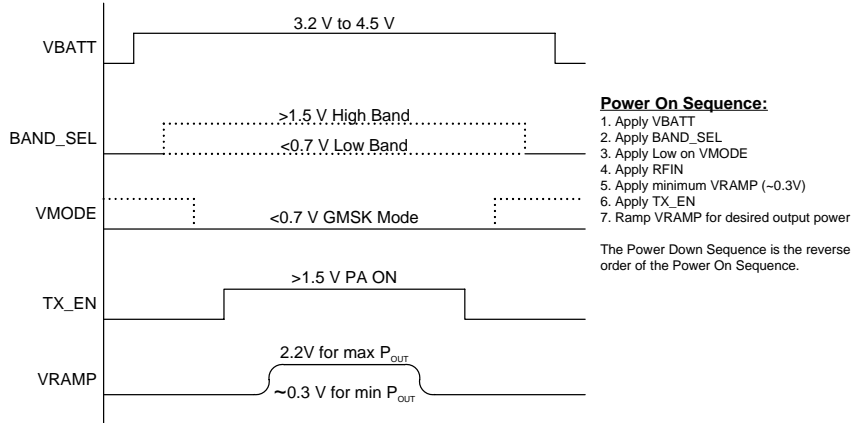 3.2 V to 4.5 V
VBATT
>1.5 V High Band
BAND_SEL
<0.7 V Low Band
VMODE
<0.7 V GMSK Mode
>1.5 V PA ON
TX_EN
2.2V for max POUT
VRAMP
~0.3 V for min POUT
Power On Sequence:
1. Apply VBATT
2. Apply BAND_SEL
3. Apply Low on VMODE
4. Apply RFIN
5. Apply minimum VRAMP (~0.3V)
6. Apply TX_EN
7. Ramp VRAMP for desired output power
The Power Down Sequence is the reverse
order of the Power On Sequence.